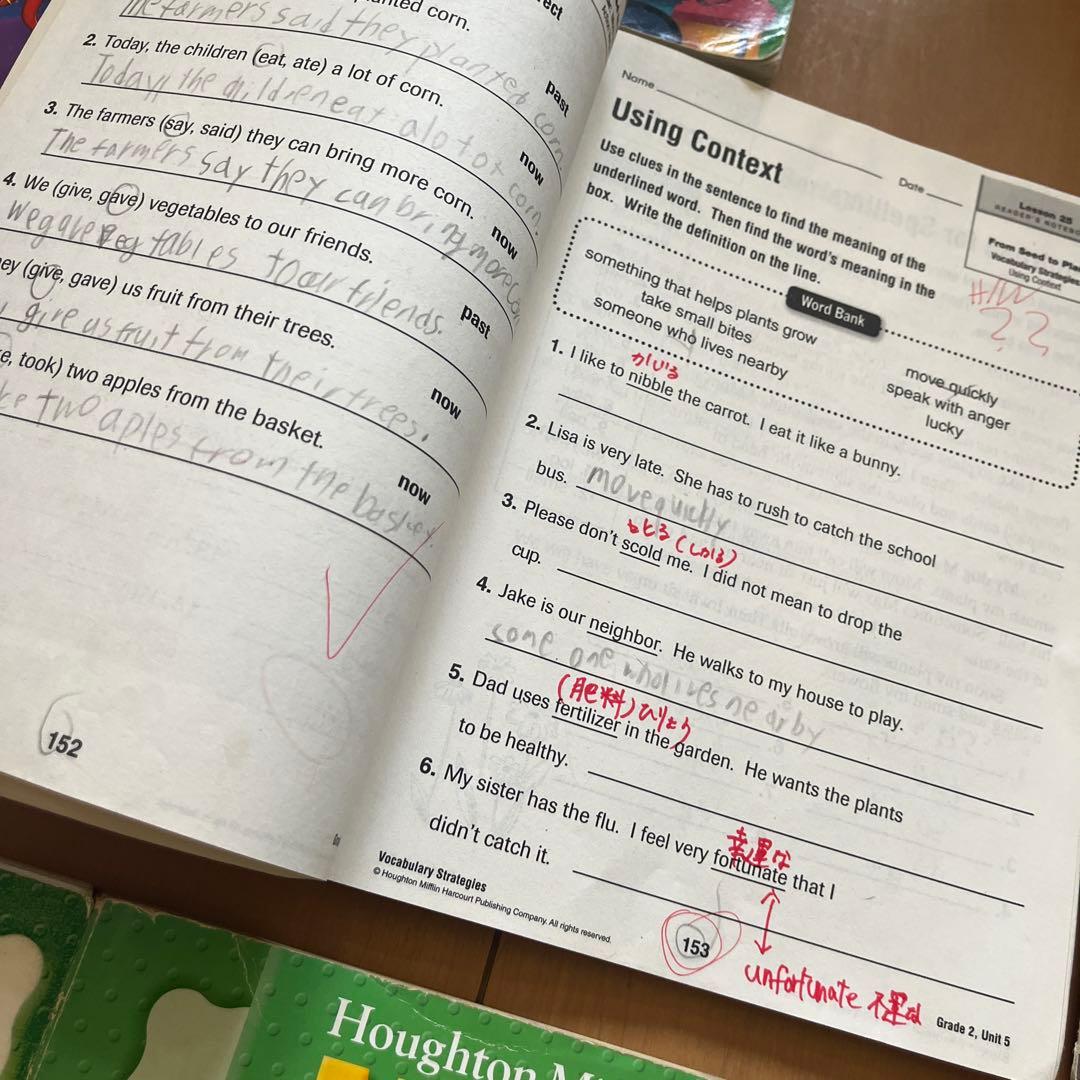 nted corn.
The farmers said they planted corn.
past
2. Today, the children (eat, ate) a lot of corn.
Today, the dildren eat a lot ot corn.
now
3. The farmers (say, said) they can bring more corn.
The farmers say they can bring more con
now
4. We (give, gave) vegetables to our friends.
We gave Vegtables to our friends.
past
ey (give, gave) us fruit from their trees.
give us fruit from their trees.
now
e, took) two apples from the basket.
ke two aples from the basket.
now
152
Name
Date
Using Context
Lesson 25
READER'S NOTEBO
From Seed to Pla
Vocabulary Strategies
Using Context
H/W
??
Use clues in the sentence to find the meaning of the
underlined word. Then find the word's meaning in the
box. Write the definition on the line.
Word Bank
something that helps plants grow
take small bites
someone who lives nearby
move quickly
speak with anger
lucky
かじる
1. I like to nibble the carrot. I eat it like a bunny.
2. Lisa is very late. She has to rush to catch the school
bus.
move quickly
3. Please don't scold me. I did not mean to drop the
cup.
4. Jake is our neighbor. He walks to my house to play.
some one who lives nearby
(肥料)ひりょう
5. Dad uses fertilizer in the garden. He wants the plants
to be healthy.
幸運な
6. My sister has the flu. I feel very fortunate that I
didn't catch it.
unfortunate 不運な
Vocabulary Strategies
© Houghton Mifflin Harcourt Publishing Company. All rights reserved.
153
Grade 2, Unit 5
Houghton Mi